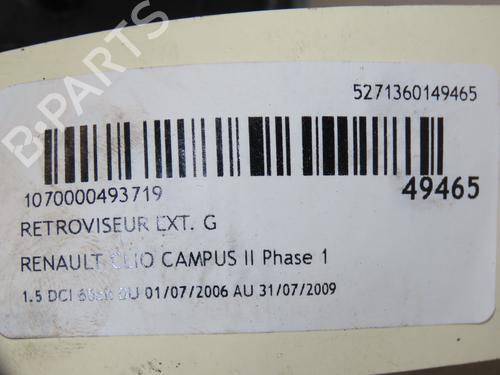 5271360149465
1070000493719
49465
RETROVISEUR EXT. G
RENAULT CLIO CAMPUS II Phase 1
1.5 DCI DU 01/07/2006 AU 31/07/2009
B-PARTS